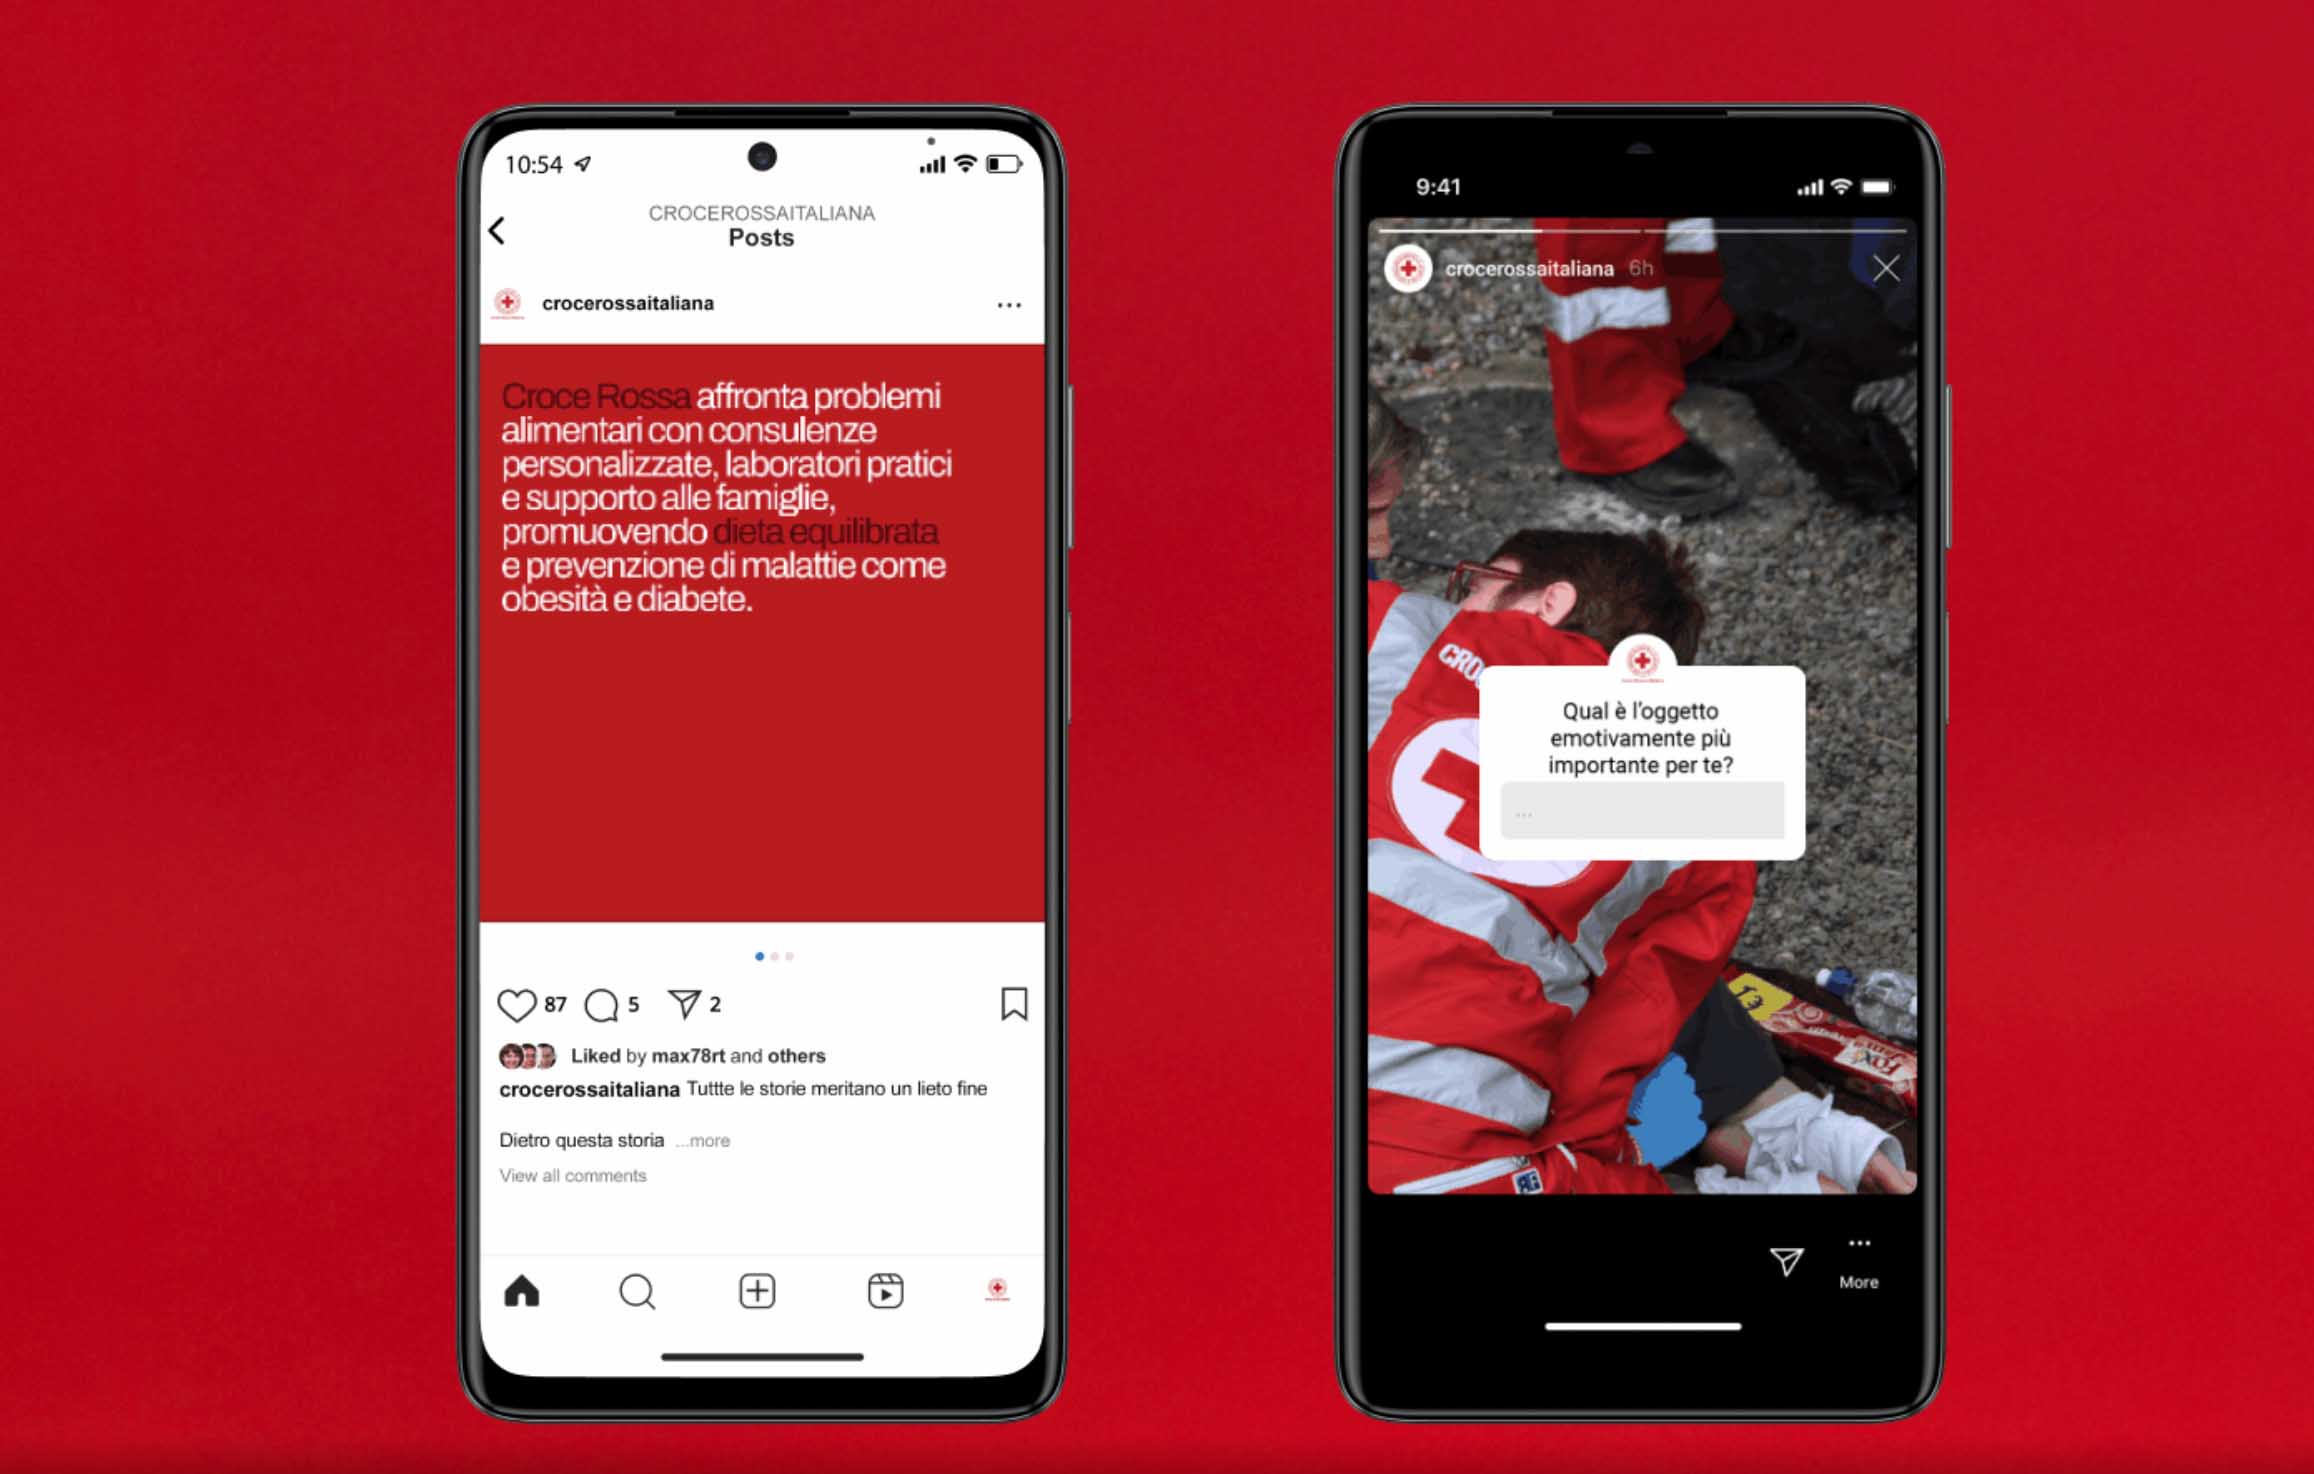 10:54
CROCEROSSAITALIANA
Posts
crocerossaitaliana
Croce Rossa affronta problemi
alimentari con consulenze
personalizzate, laboratori pratici
e supporto alle famiglie,
promuovendo dieta equilibrata
e prevenzione di malattie come
obesità e diabete.
87 5 2
Liked by max78rt and others
crocerossaitaliana Tuttte le storie meritano un lieto fine
Dietro questa storia ...more
View all comments
9:41
crocerossaitaliana 6h
CRO
Qual è l'oggetto
emotivamente più
importante per te?
...
More